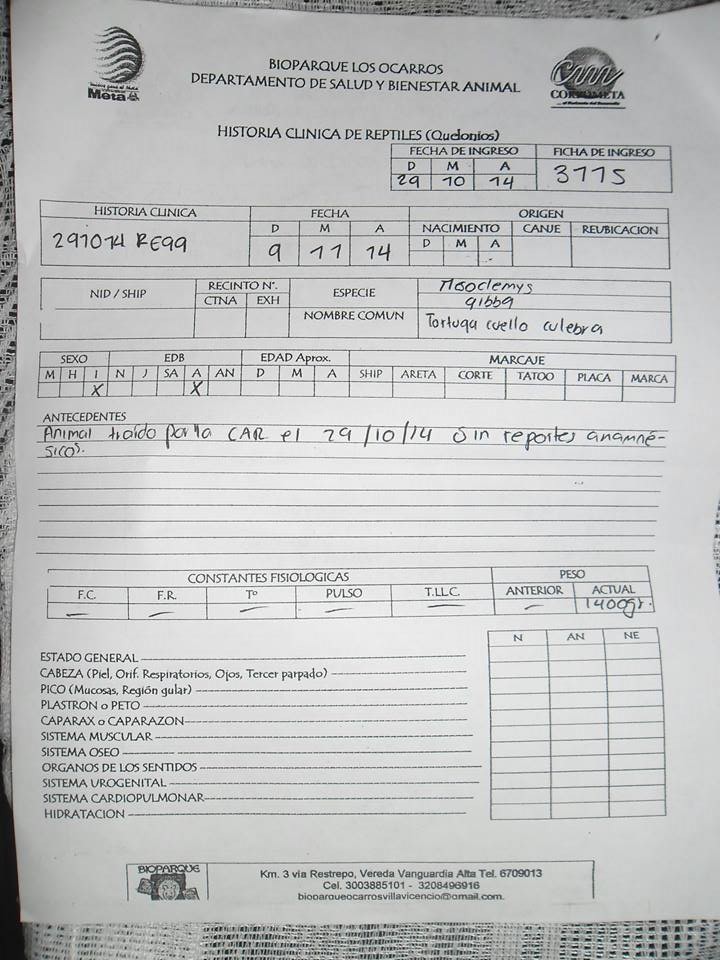 Meta
CORCUMETA
BIOPARQUE LOS OCARROS
DEPARTAMENTO DE SALUD Y BIENESTAR ANIMAL
HISTORIA CLINICA DE REPTILES (Quelonios)
FECHA DE INGRESO FICHA DE INGRESO
D M A
29 10 14 3775
HISTORIA CLINICA FECHA ORIGEN
D M A NACIMIENTO CANJE REUBICACION
291014 RE99 9 11 14 D M A
NID / SHIP RECINTO N°. ESPECIE
CTNA EXH
gibba
NOMBRE COMUN Tortuga cuello culebra
SEXO EDB EDAD Aprox. MARCAJE
M H I N J SA A AN D M A SHIP ARETA CORTE TATOO PLACA MARCA
X X
ANTECEDENTES
Animal traido por la CAR el 29/10/14 Sin reportes anamné-
sicos.
CONSTANTES FISIOLOGICAS PESO
F.C. F.R. Tº PULSO T.LL.C. ANTERIOR ACTUAL
— — — — — — 1400gr.
N AN NE
ESTADO GENERAL
CABEZA (Piel, Orif. Respiratorios, Ojos, Tercer parpado)
PICO (Mucosas, Región gular)
PLASTRON o PETO
CAPARAX o CAPARAZON
SISTEMA MUSCULAR
SISTEMA OSEO
ORGANOS DE LOS SENTIDOS
SISTEMA UROGENITAL
SISTEMA CARDIOPULMONAR
HIDRATACION
BIOPARQUE
Km. 3 via Restrepo, Vereda Vanguardia Alta Tel. 6709013
Cel. 3003885101 - 3208496916
bioparqueocarrosvillavicencio@gmail.com.